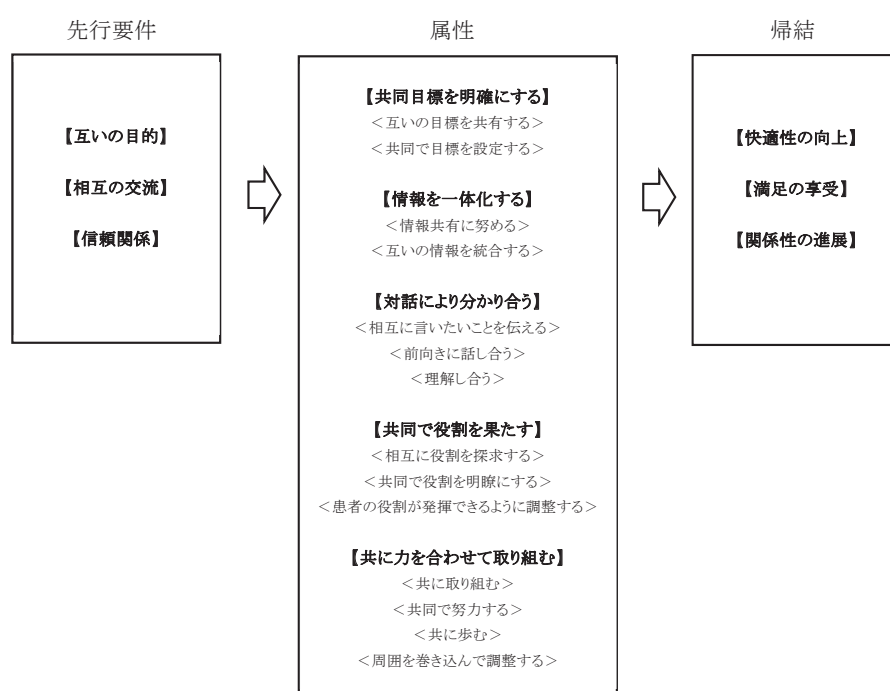 先行要件
【互いの目的】
【相互の交流】
【信頼関係】
属性
【共同目標を明確にする】
＜互いの目標を共有する＞
＜共同で目標を設定する＞
【情報を一体化する】
＜情報共有に努める＞
＜互いの情報を統合する＞
【対話により分かり合う】
＜相互に言いたいことを伝える＞
＜前向きに話し合う＞
＜理解し合う＞
【共同で役割を果たす】
＜相互に役割を探求する＞
＜共同で役割を明瞭にする＞
＜患者の役割が発揮できるように調整する＞
【共に力を合わせて取り組む】
＜共に取り組む＞
＜共同で努力する＞
＜共に歩む＞
＜周囲を巻き込んで調整する＞
帰結
【快適性の向上】
【満足の享受】
【関係性の進展】